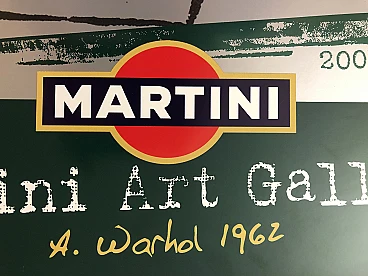 200
MARTINI
ini Art Gall
A. Warhol 1962